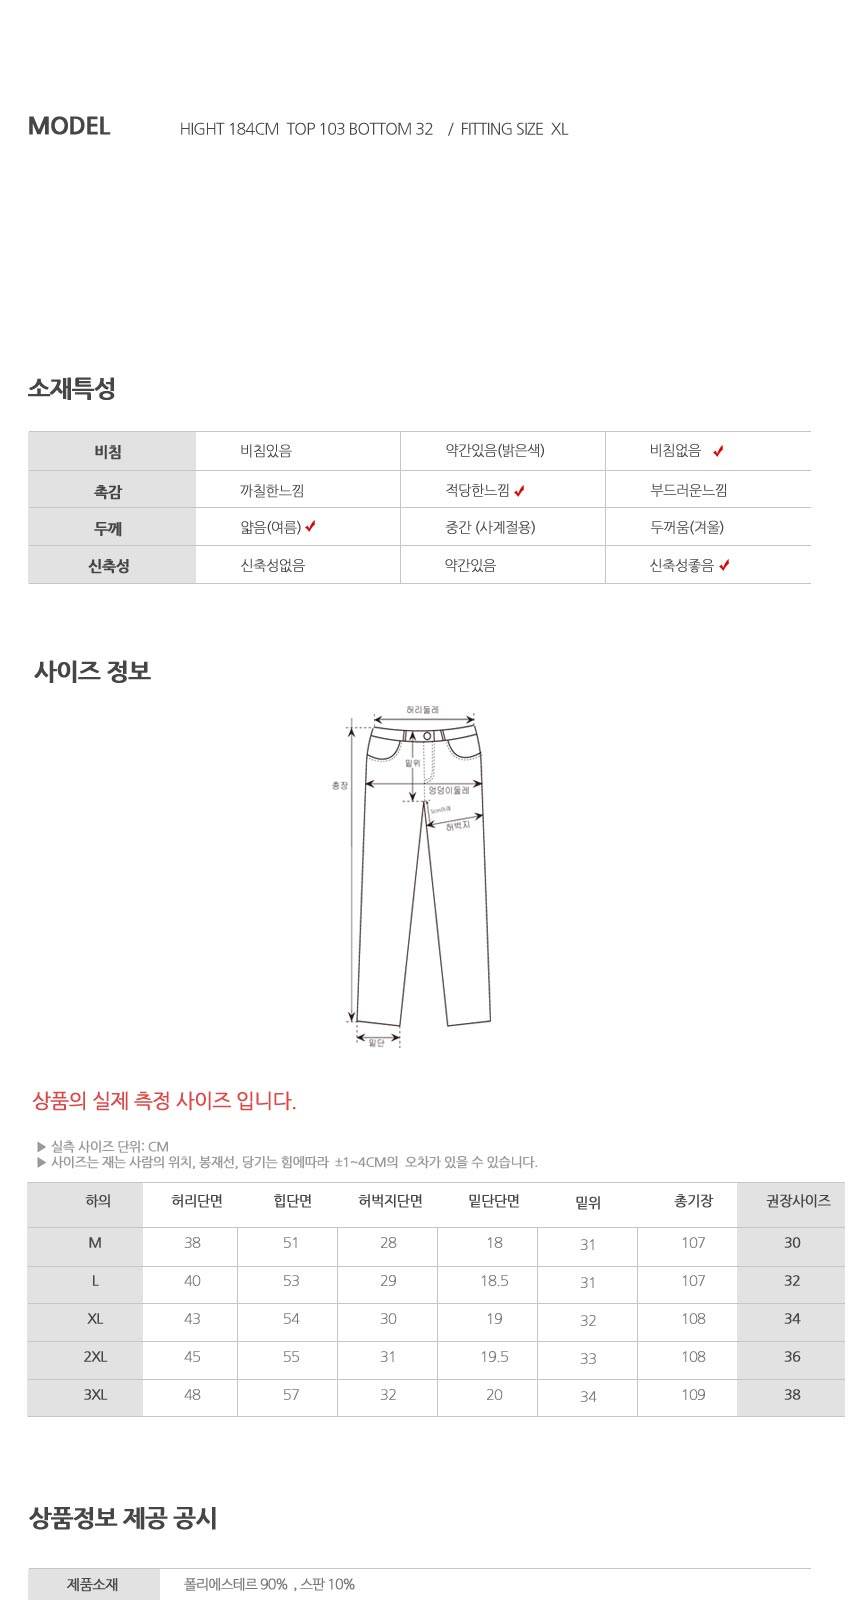 MODEL HIGHT 184CM TOP 103 BOTTOM 32 / FITTING SIZE XL
소재특성
비침 비침있음 약간있음(밝은색) 비침없음
촉감 까칠한느낌 적당한느낌 부드러운느낌
두께 얇음(여름) 중간 (사계절용) 두꺼움(겨울)
신축성 신축성없음 약간있음 신축성좋음
사이즈 정보
허리둘레
밑위
총장
엉덩이둘레
허벅지
밑단
상품의 실제 측정 사이즈 입니다.
▶ 실측 사이즈 단위: CM
▶ 사이즈는 재는 사람의 위치, 봉재선, 당기는 힘에따라 ±1~4CM의 오차가 있을 수 있습니다.
하의 허리단면 힙단면 허벅지단면 밑단단면 밑위 총기장 권장사이즈
M 38 51 28 18 31 107 30
L 40 53 29 18.5 31 107 32
XL 43 54 30 19 32 108 34
2XL 45 55 31 19.5 33 108 36
3XL 48 57 32 20 34 109 38
상품정보 제공 공시
제품소재 폴리에스테르 90% , 스판 10%